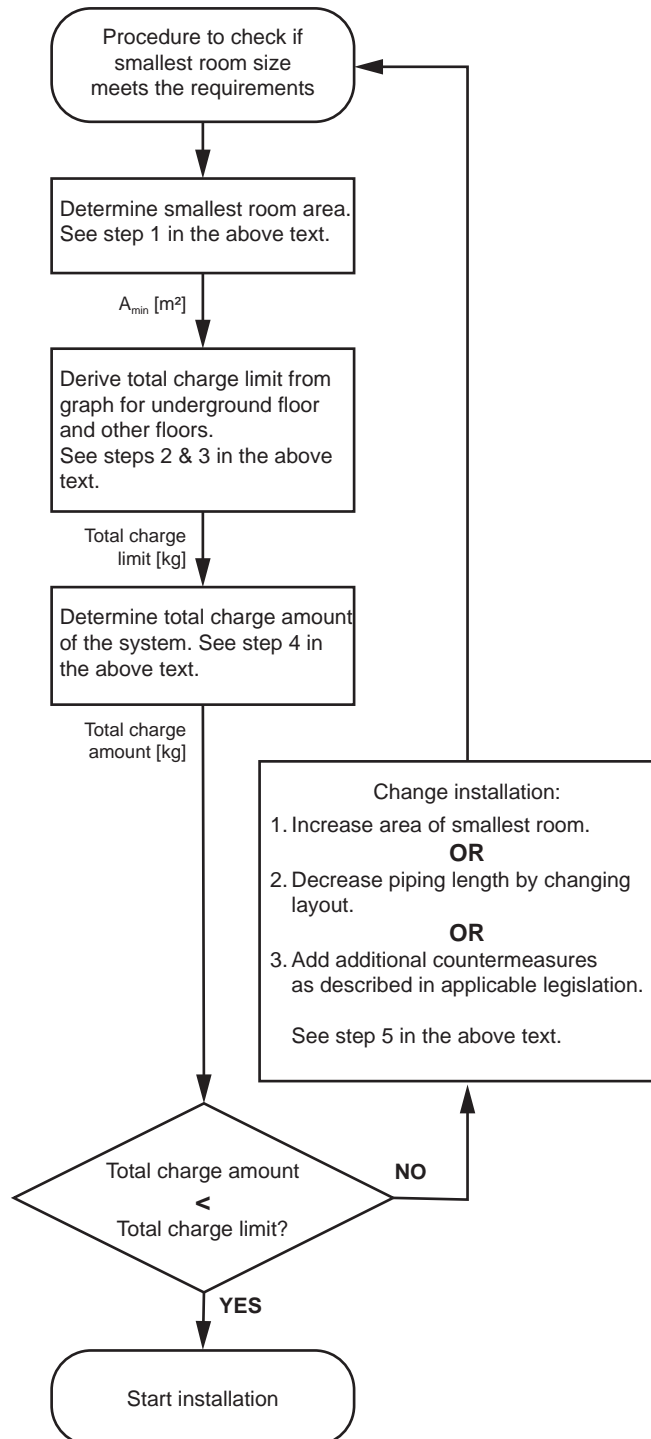 Procedure to check if
smallest room size
meets the requirements
Determine smallest room area.
See step 1 in the above text.
Amin [m²]
Derive total charge limit from
graph for underground floor
and other floors.
See steps 2 & 3 in the above
text.
Total charge
limit [kg]
Determine total charge amount
of the system. See step 4 in
the above text.
Total charge
amount [kg]
Change installation:
1. Increase area of smallest room.
OR
2. Decrease piping length by changing
layout.
OR
3. Add additional countermeasures
as described in applicable legislation.
See step 5 in the above text.
Total charge amount
<
Total charge limit?
NO
YES
Start installation